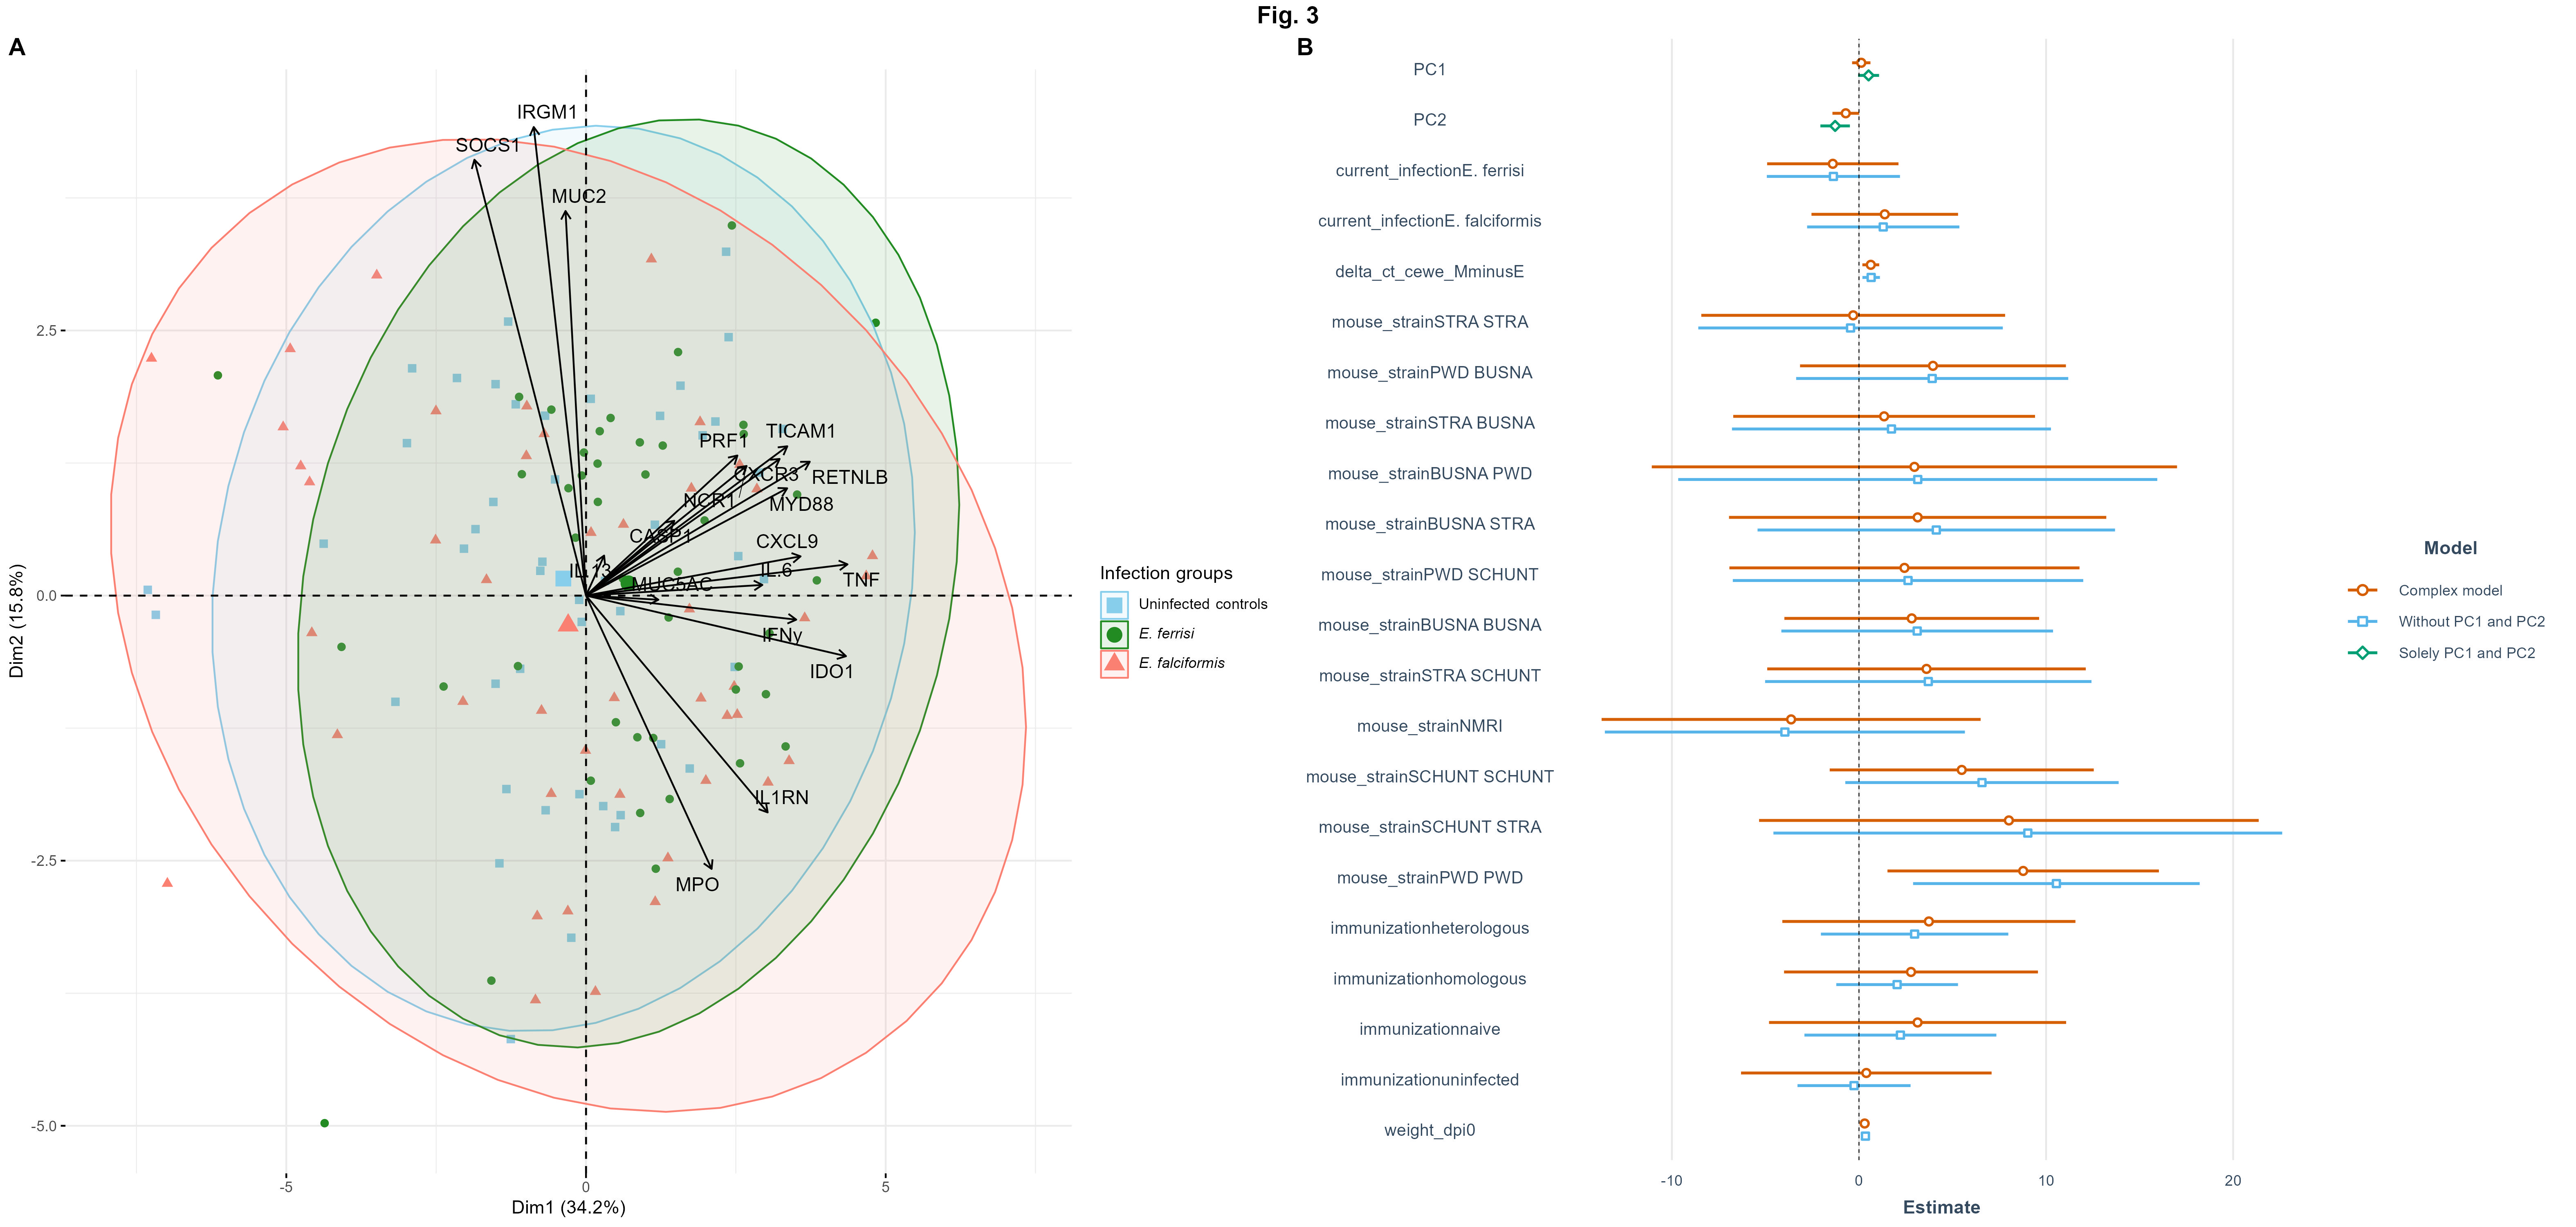 Fig. 3
A
IRGM1
SOCS1
MUC2
TICAM1
PRF1
CXCR3
RETNLB
NCR1
MYD88
CASP1
CXCL9
IL13
IL.6
MUC5AC
TNF
IFNy
IDO1
IL1RN
MPO
2.5
0.0
-2.5
-5.0
-5
0
5
Dim1 (34.2%)
Dim2 (15.8%)
Infection groups
Uninfected controls
E. ferrisi
E. falciformis
B
PC1
PC2
current_infectionE. ferrisi
current_infectionE. falciformis
delta_ct_cewe_MminusE
mouse_strainSTRA STRA
mouse_strainPWD BUSNA
mouse_strainSTRA BUSNA
mouse_strainBUSNA PWD
mouse_strainBUSNA STRA
mouse_strainPWD SCHUNT
mouse_strainBUSNA BUSNA
mouse_strainSTRA SCHUNT
mouse_strainNMRI
mouse_strainSCHUNT SCHUNT
mouse_strainSCHUNT STRA
mouse_strainPWD PWD
immunizationheterologous
immunizationhomologous
immunizationnaive
immunizationuninfected
weight_dpi0
-10
0
10
20
Estimate
Model
Complex model
Without PC1 and PC2
Solely PC1 and PC2